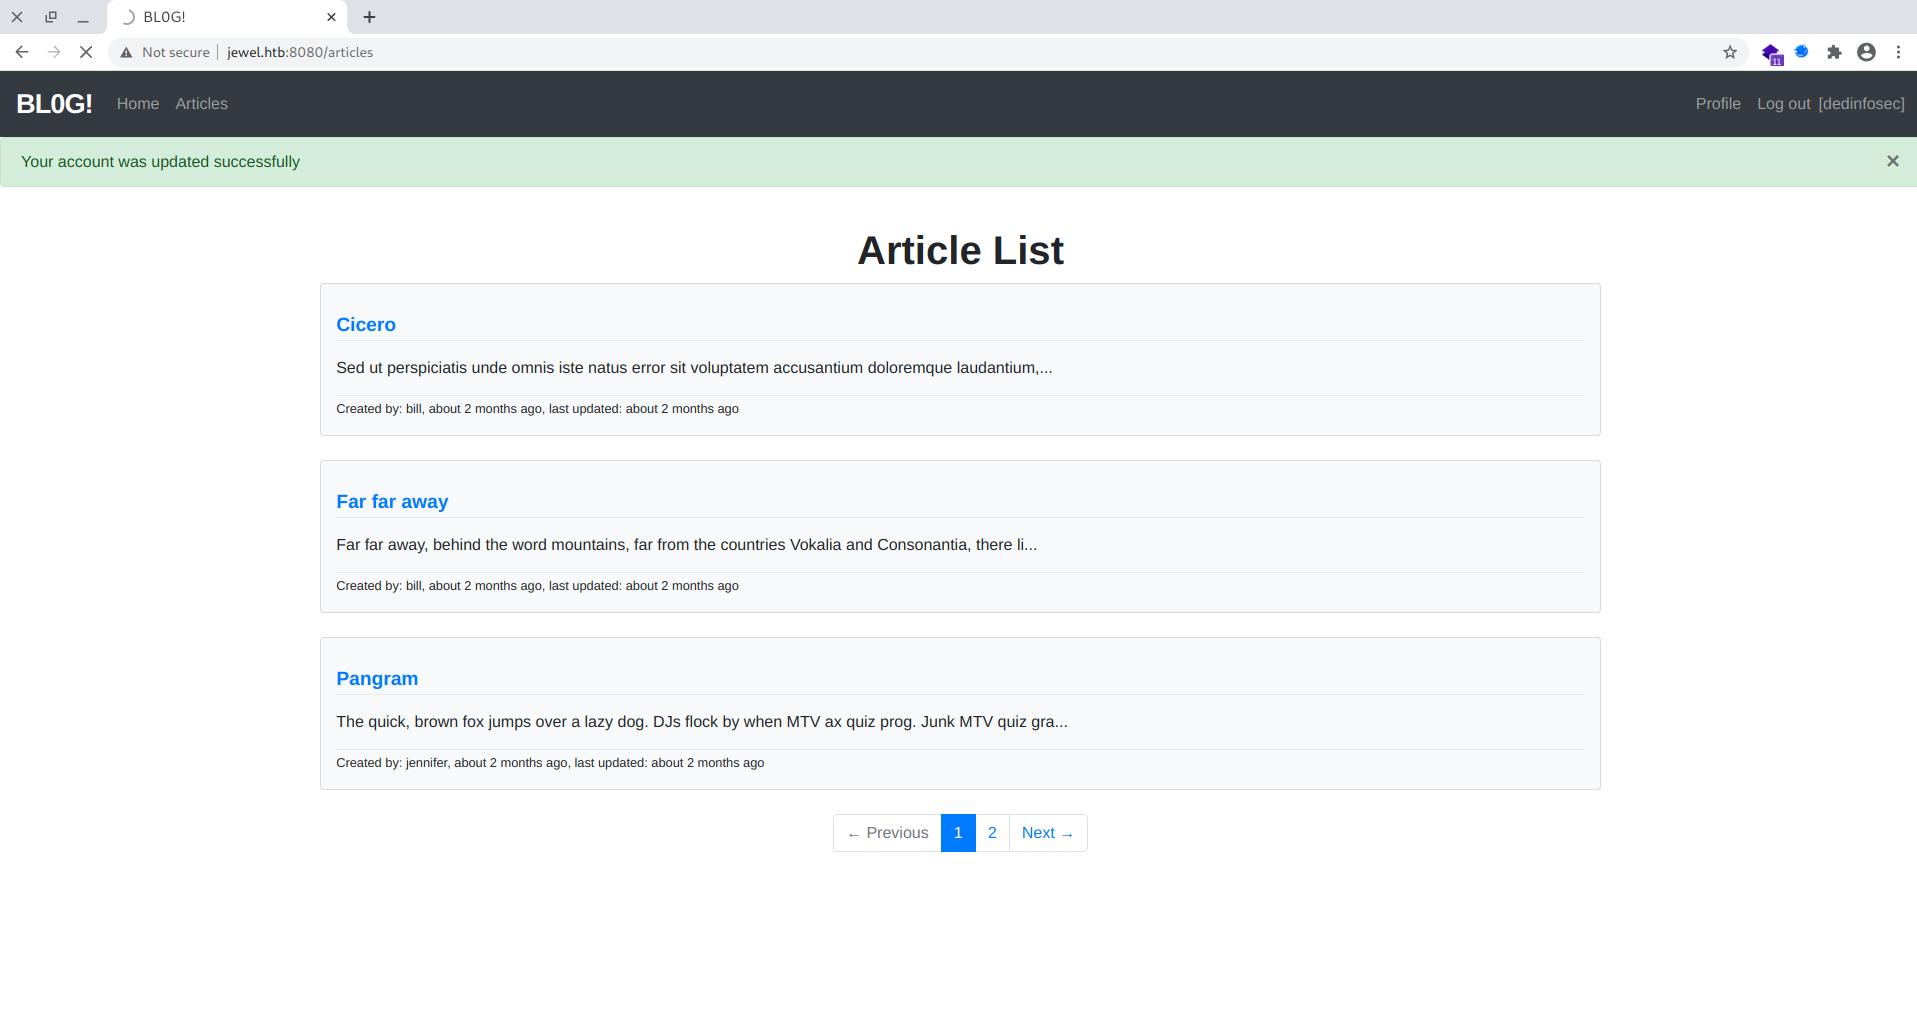 BL0G!
Not secure jewel.htb:8080/articles
11
BL0G! Home Articles Profile Log out [dedinfosec]
Your account was updated successfully
Article List
Cicero
Sed ut perspiciatis unde omnis iste natus error sit voluptatem accusantium doloremque laudantium,...
Created by: bill, about 2 months ago, last updated: about 2 months ago
Far far away
Far far away, behind the word mountains, far from the countries Vokalia and Consonantia, there li...
Created by: bill, about 2 months ago, last updated: about 2 months ago
Pangram
The quick, brown fox jumps over a lazy dog. DJs flock by when MTV ax quiz prog. Junk MTV quiz gra...
Created by: jennifer, about 2 months ago, last updated: about 2 months ago
← Previous 1 2 Next →